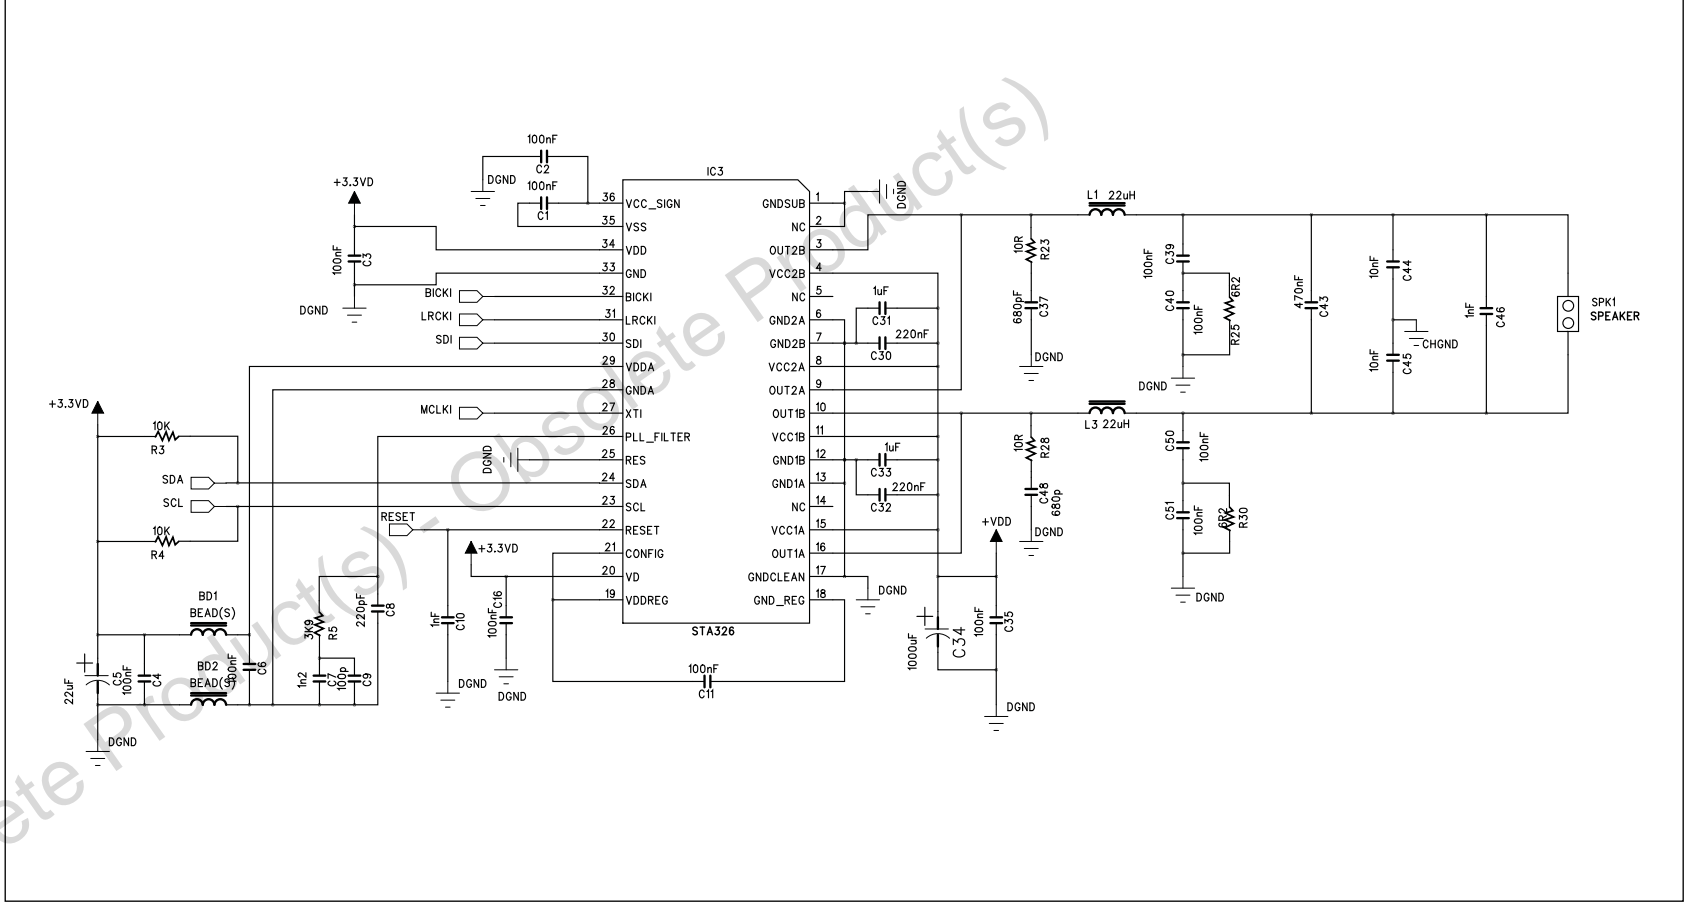 Obsolete Product(s) - Obsolete Product(s)
IC3
STA326
36 VCC_SIGN
35 VSS
34 VDD
33 GND
32 BICKI
31 LRCKI
30 SDI
29 VDDA
28 GNDA
27 XTI
26 PLL_FILTER
25 RES
24 SDA
23 SCL
22 RESET
21 CONFIG
20 VD
19 VDDREG
GNDSUB 1
NC 2
OUT2B 3
VCC2B 4
NC 5
GND2A 6
GND2B 7
VCC2A 8
OUT2A 9
OUT1B 10
VCC1B 11
GND1B 12
GND1A 13
NC 14
VCC1A 15
OUT1A 16
GNDCLEAN 17
GND_REG 18
100nF
C2
DGND
100nF
C1
+3.3VD
100nF
C3
DGND
BICKI
LRCKI
SDI
MCLKI
+3.3VD
10K
R3
SDA
SCL
10K
R4
DGND
RESET
+3.3VD
BD1
BEAD(S)
BD2
BEAD(S)
22uF
C5
100nF
C4
100nF
C6
3K9
R5
1n2
C7
100p
C9
220pF
C8
DGND
1nF
C10
DGND
100nF
C16
DGND
100nF
C11
DGND
1uF
C31
220nF
C30
1uF
C33
220nF
C32
DGND
+VDD
1000uF
C34
100nF
C35
DGND
L1 22uH
10R
R23
680pF
C37
DGND
100nF
C39
C40
100nF
6R2
R25
DGND
470nF
C43
10nF
C44
CHGND
10nF
C45
1nF
C46
SPK1
SPEAKER
L3 22uH
10R
R28
C48
680p
DGND
C50
100nF
C51
100nF
6R2
R30
DGND